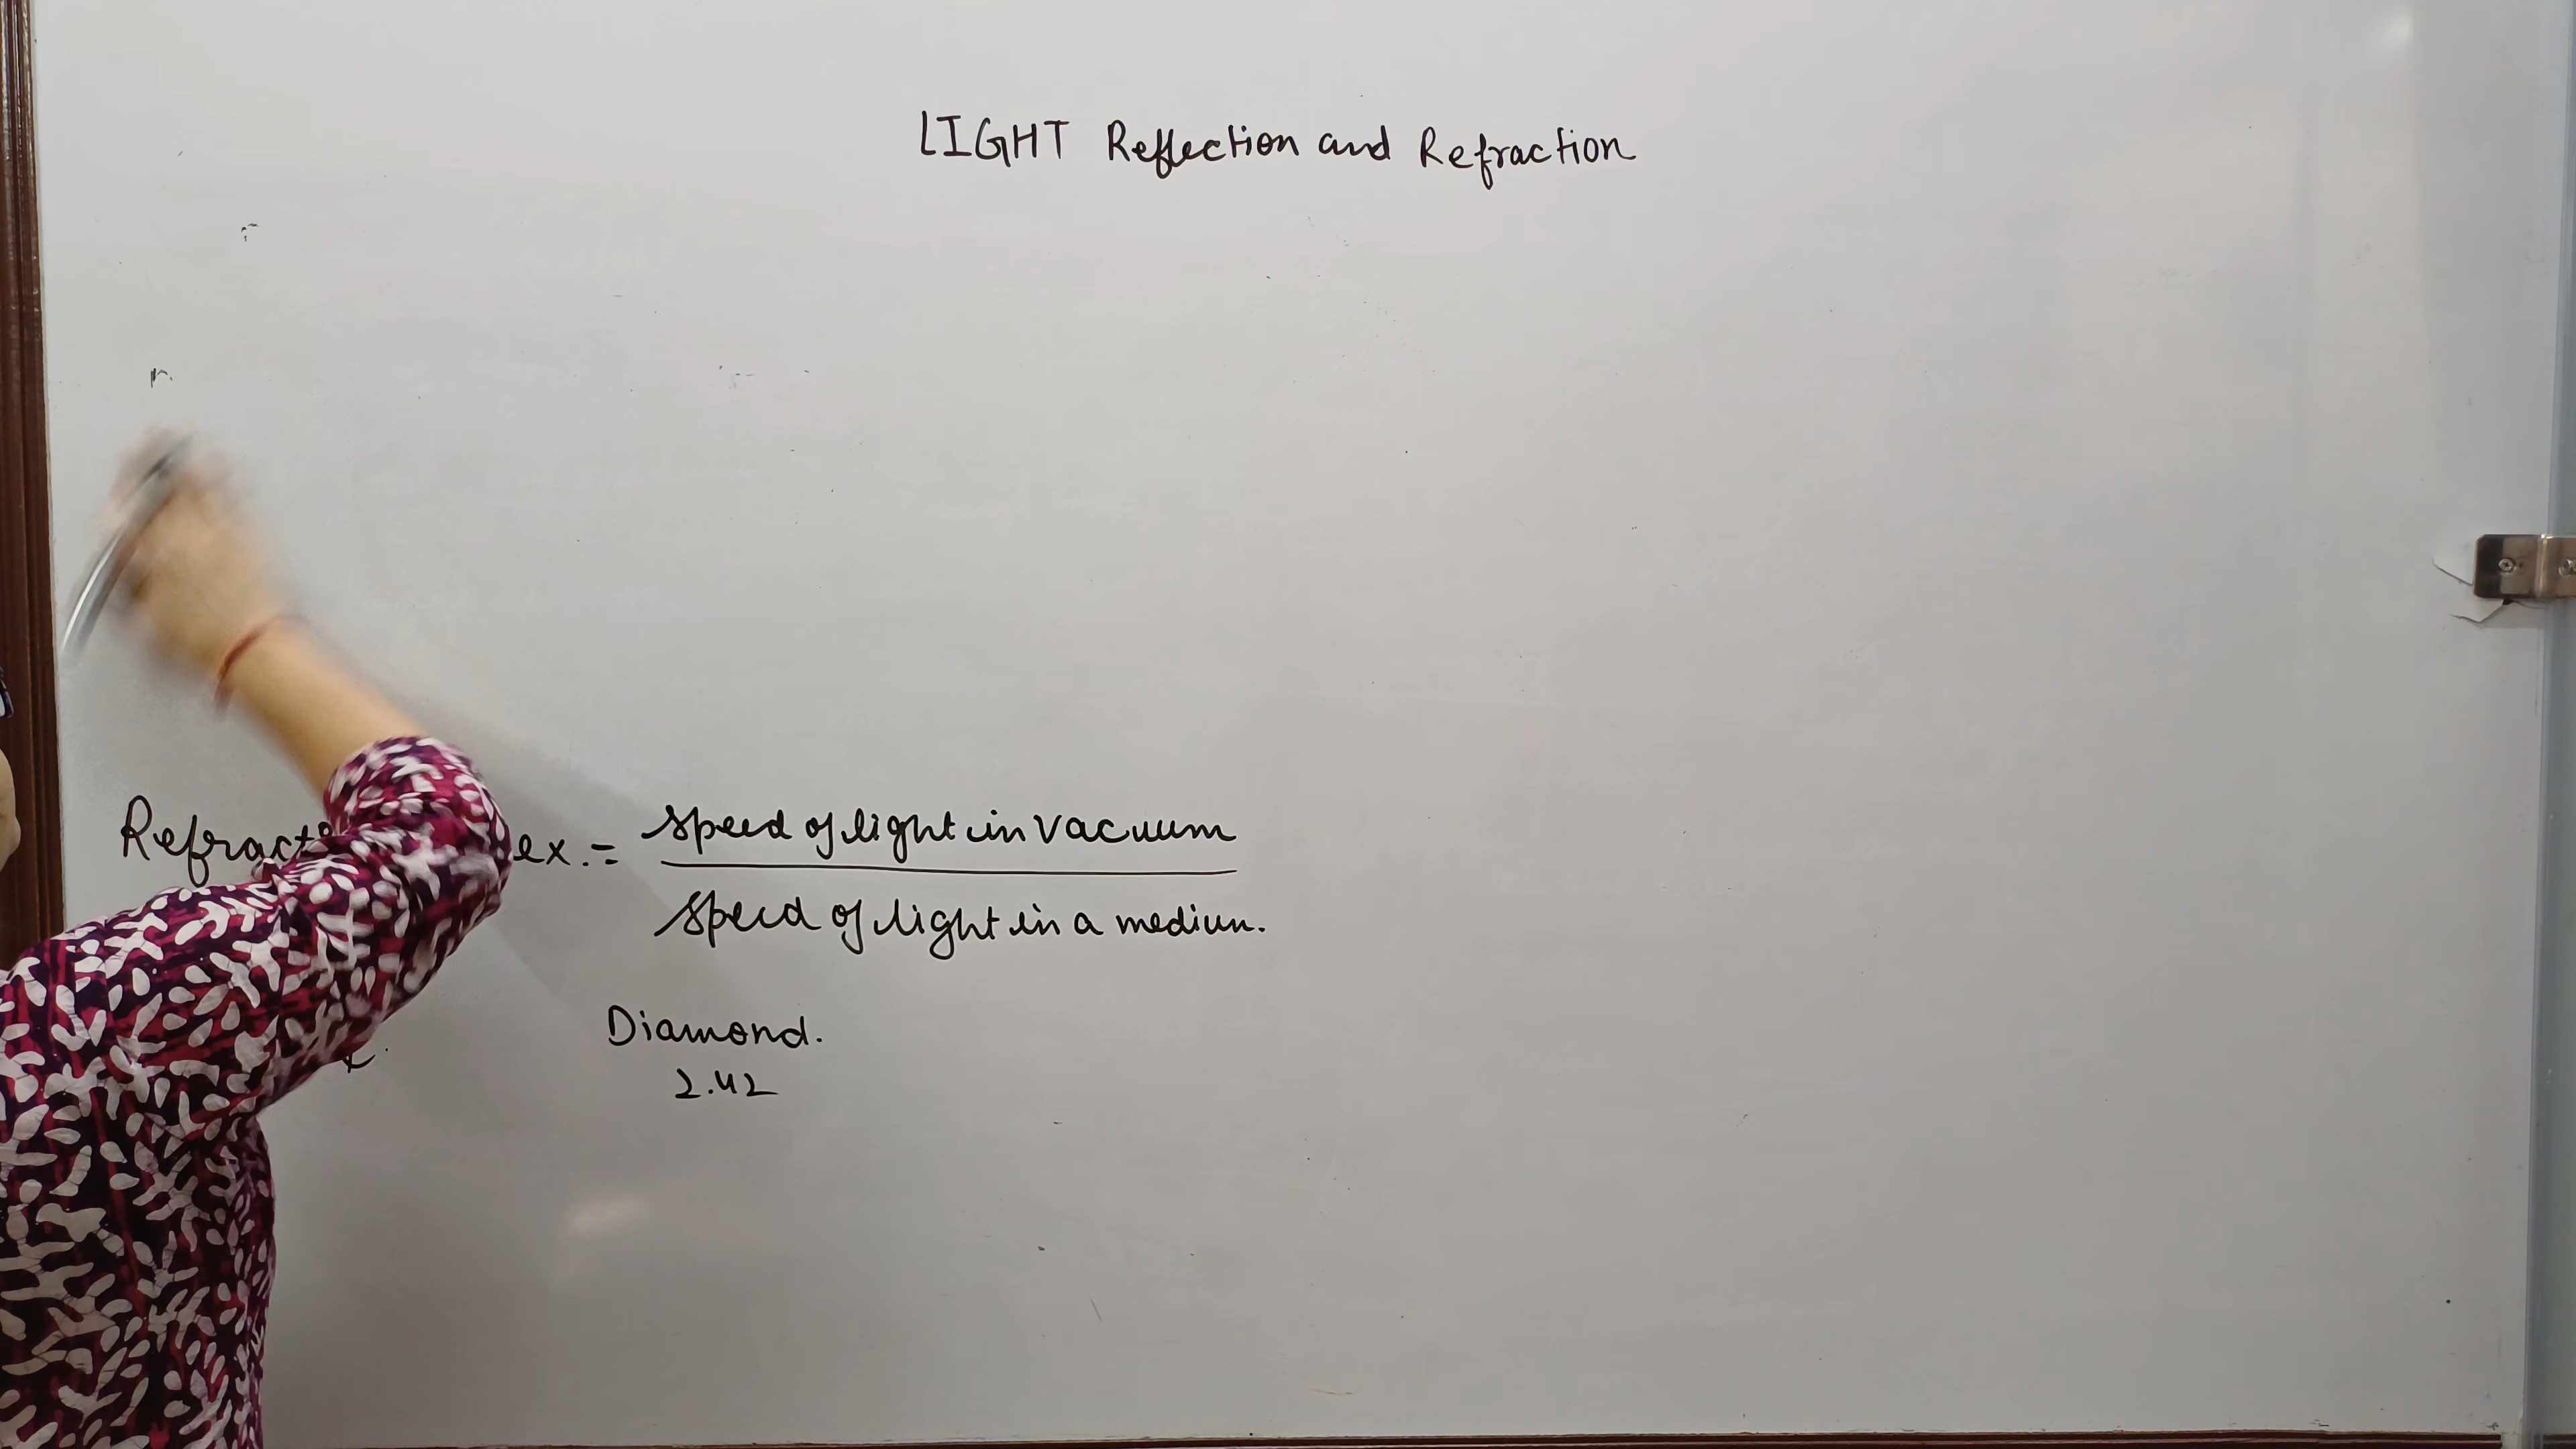 LIGHT Reflection and Refraction
Refract ex. = speed of light in vacuum
speed of light in a medium.
Diamond.
2.42